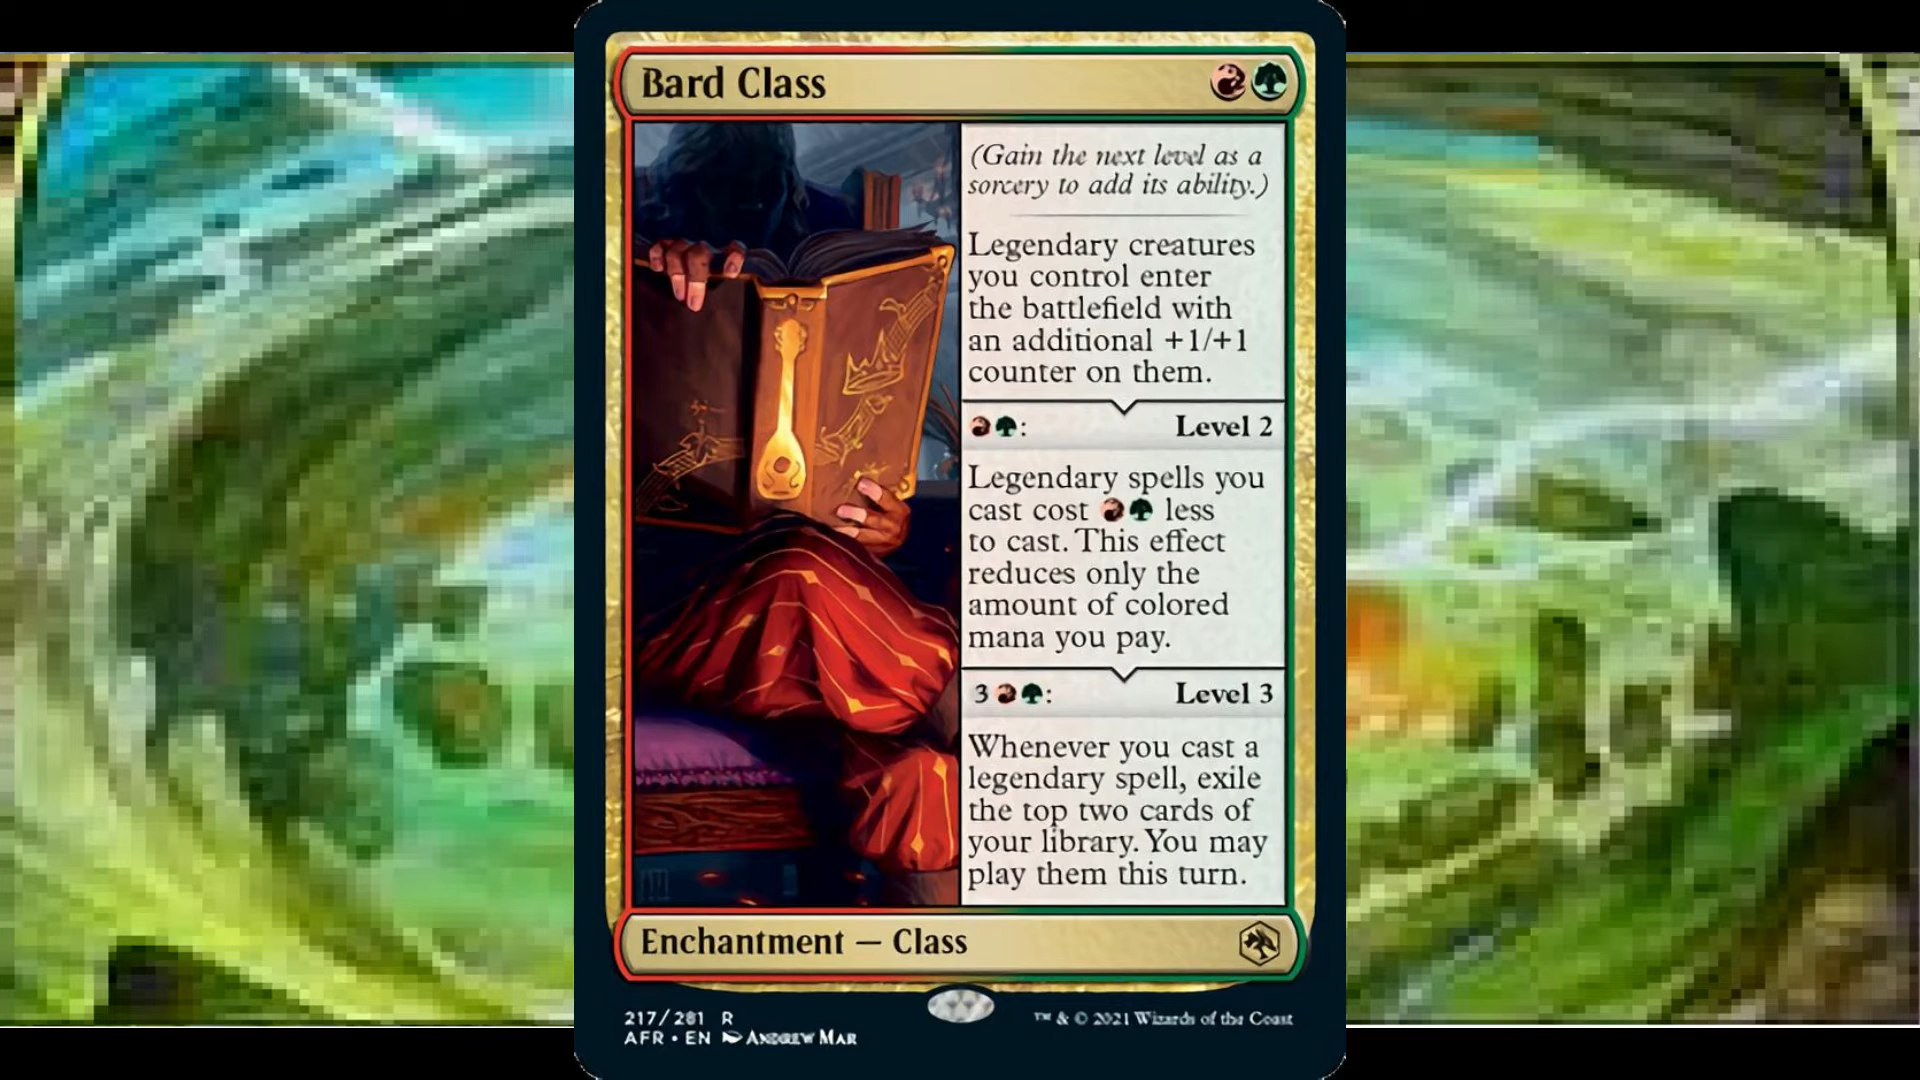 Bard Class
(Gain the next level as a
sorcery to add its ability.)
Legendary creatures
you control enter
the battlefield with
an additional +1/+1
counter on them.
: Level 2
Legendary spells you
cast cost less
to cast. This effect
reduces only the
amount of colored
mana you pay.
3 : Level 3
Whenever you cast a
legendary spell, exile
the top two cards of
your library. You may
play them this turn.
Enchantment — Class
217/281 R
AFR • EN Andrew Mar
™ & © 2021 Wizards of the Coast